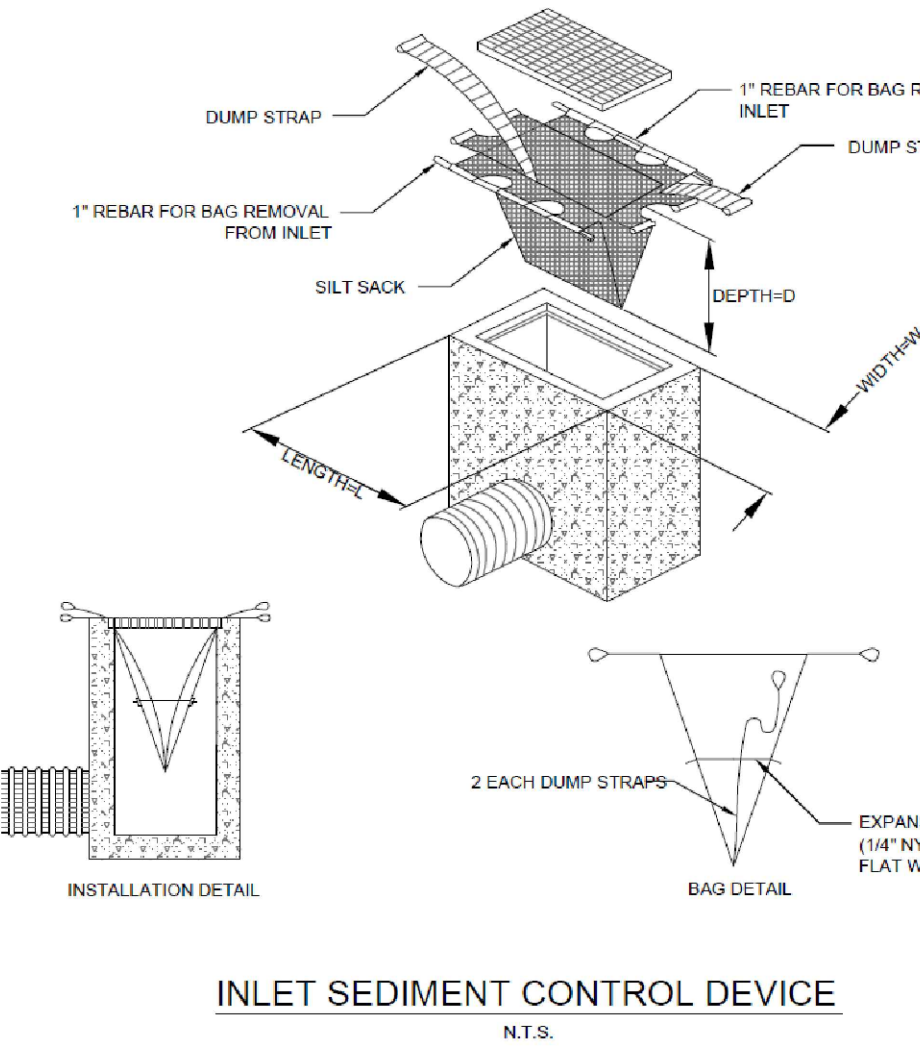 1" REBAR FOR BAG R
INLET
DUMP STRAP
DUMP ST
1" REBAR FOR BAG REMOVAL
FROM INLET
SILT SACK
DEPTH=D
WIDTH=W
LENGTH=L
2 EACH DUMP STRAPS
EXPAN
(1/4" NY
FLAT W
INSTALLATION DETAIL
BAG DETAIL
INLET SEDIMENT CONTROL DEVICE
N.T.S.